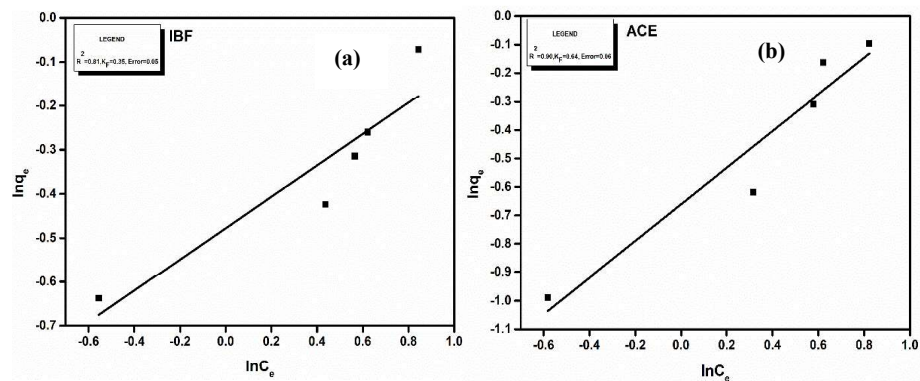 LEGEND
R²=0.81,K_F=0.35, Error=0.05
IBF
(a)
lnq_e
0.0
-0.1
-0.2
-0.3
-0.4
-0.5
-0.6
-0.7
-0.6 -0.4 -0.2 0.0 0.2 0.4 0.6 0.8 1.0
lnC_e
LEGEND
R²=0.90,K_F=0.64, Error=0.06
ACE
(b)
lnq_e
0.0
-0.1
-0.2
-0.3
-0.4
-0.5
-0.6
-0.7
-0.8
-0.9
-1.0
-1.1
-0.6 -0.4 -0.2 0.0 0.2 0.4 0.6 0.8 1.0
lnC_e